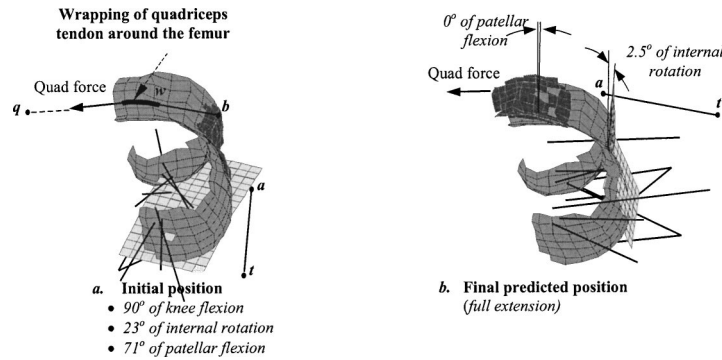 Wrapping of quadriceps
tendon around the femur
Quad force
q
w
b
a
t
a. Initial position
• 90° of knee flexion
• 23° of internal rotation
• 71° of patellar flexion
0° of patellar
flexion
2.5° of internal
rotation
Quad force
a
t
b. Final predicted position
(full extension)